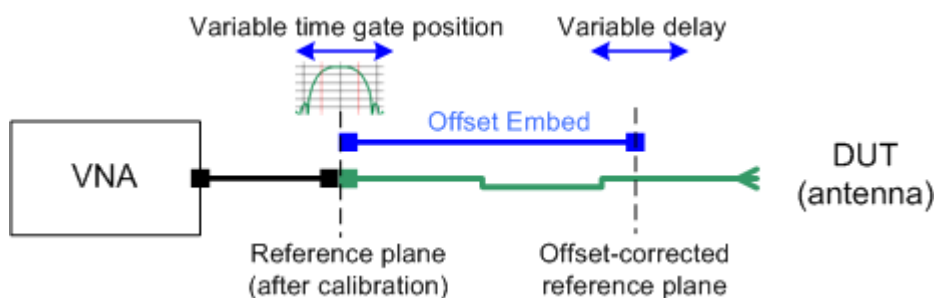 Variable time gate position
Variable delay
Offset Embed
VNA
DUT
(antenna)
Reference plane
(after calibration)
Offset-corrected
reference plane